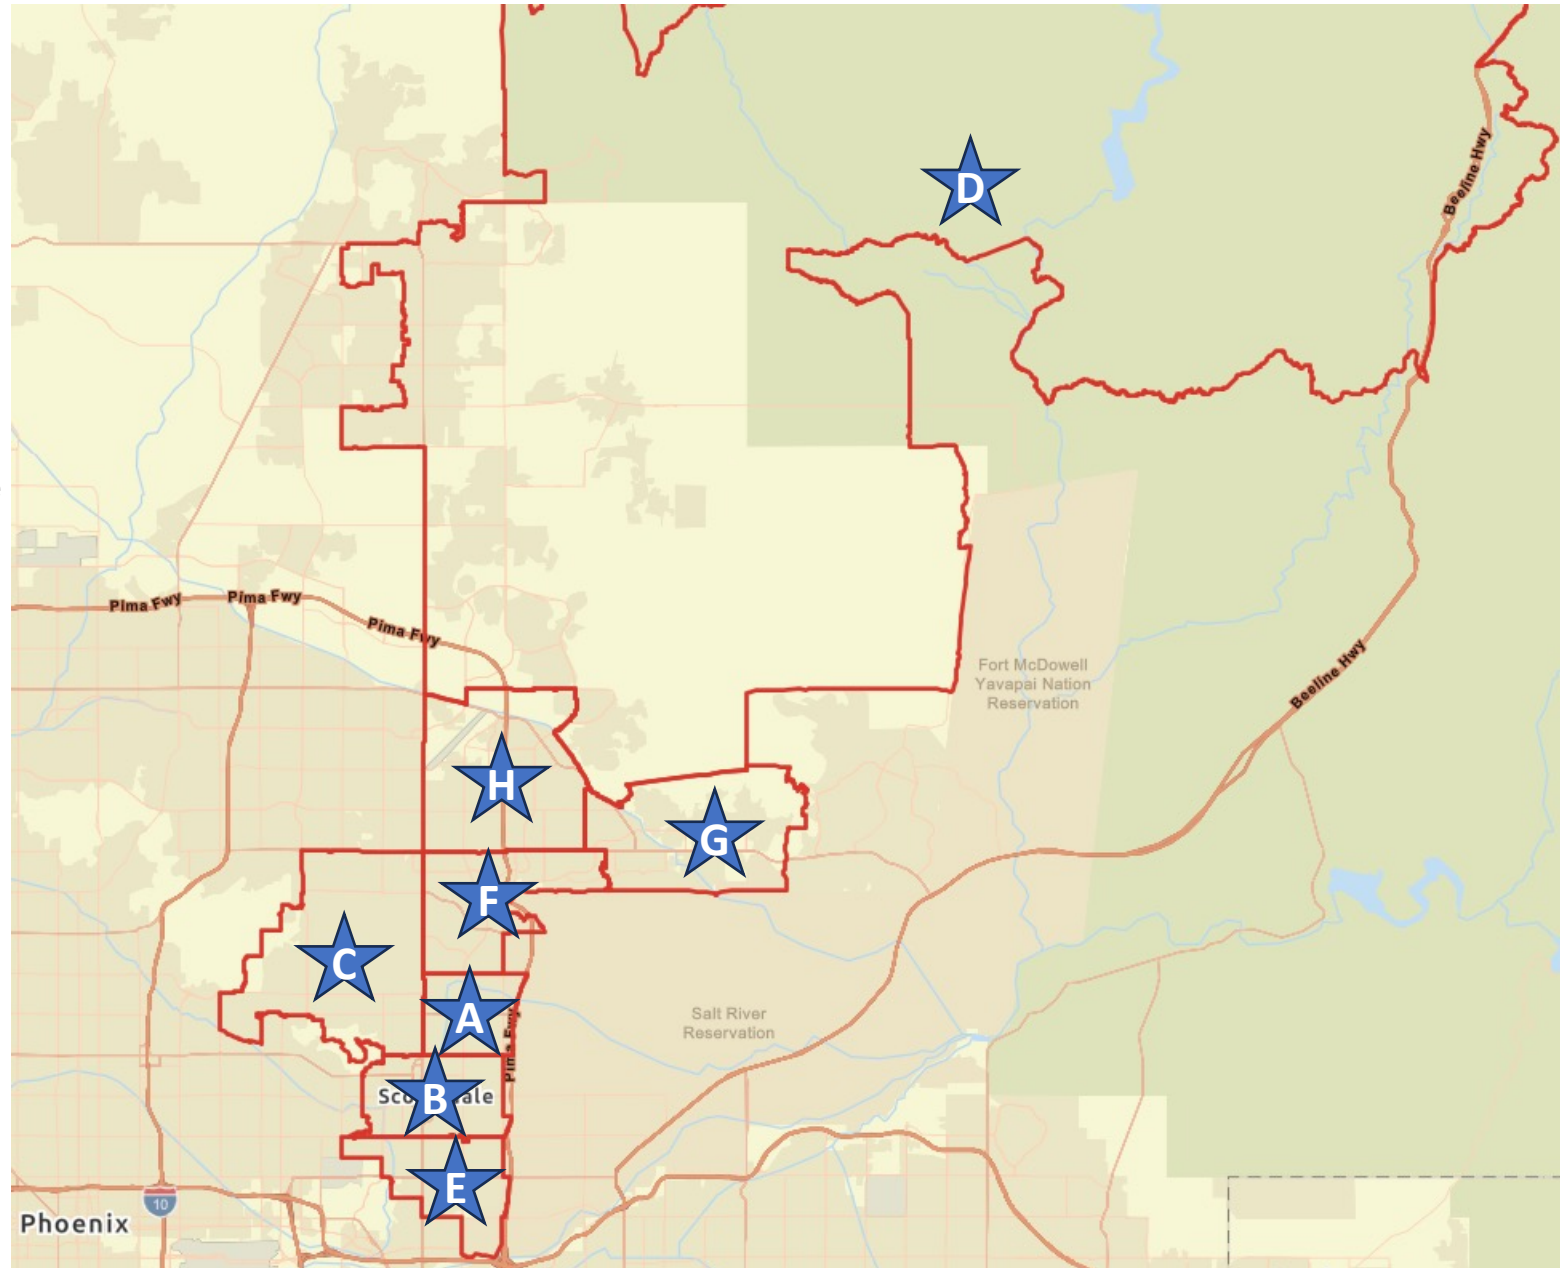 D
Beeline Hwy
Pima Fwy
Pima Fwy
Pima Fwy
Fort McDowell
Yavapai Nation
Reservation
Beeline Hwy
H
G
F
C
A
Salt River
Reservation
B
E
10
Phoenix